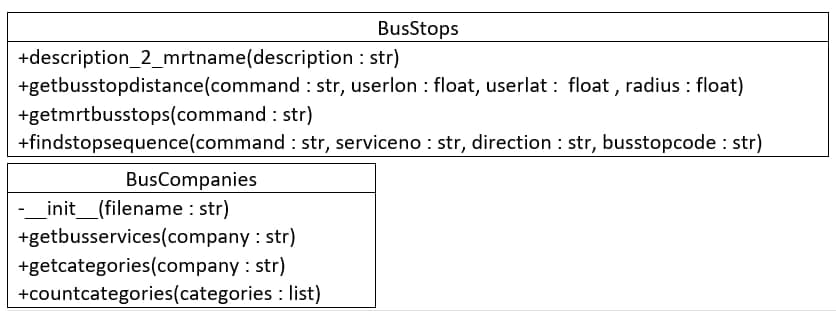 BusStops
+description_2_mrtname(description : str)
+getbusstopdistance(command : str, userlon : float, userlat :  float , radius : float)
+getmrtbusstops(command : str)
+findstopsequence(command : str, serviceno : str, direction : str, busstopcode : str)
BusCompanies
-__init__(filename : str)
+getbusservices(company : str)
+getcategories(company : str)
+countcategories(categories : list)